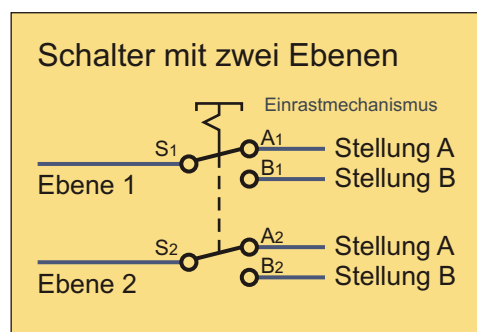 Schalter mit zwei Ebenen
Einrastmechanismus
S1 A1 Stellung A
B1 Stellung B
Ebene 1
S2 A2 Stellung A
B2 Stellung B
Ebene 2